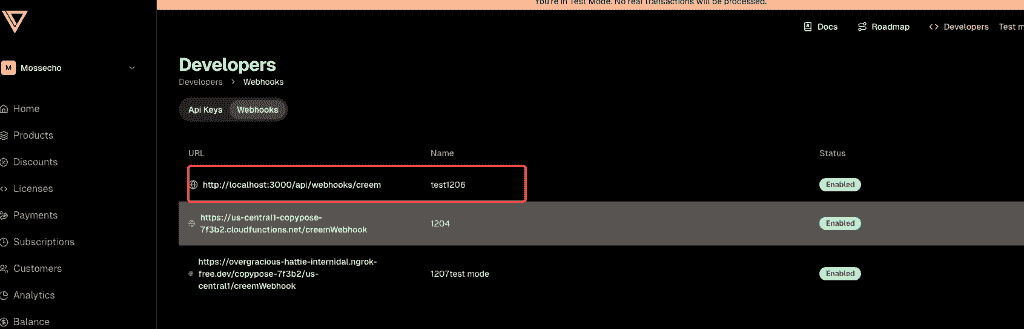 You're in Test Mode. No real transactions will be processed.
Docs
Roadmap
Developers
Test m
M
Mossecho
Developers
Developers > Webhooks
Api Keys
Webhooks
Home
Products
Discounts
Licenses
Payments
Subscriptions
Customers
Analytics
Balance
URL
Name
Status
http://localhost:3000/api/webhooks/creem
test1206
Enabled
https://us-central1-copypose-
7f3b2.cloudfunctions.net/creemWebhook
1204
Enabled
https://overgracious-hattie-internidal.ngrok-
free.dev/copypose-7f3b2/us-
central1/creemWebhook
1207test mode
Enabled